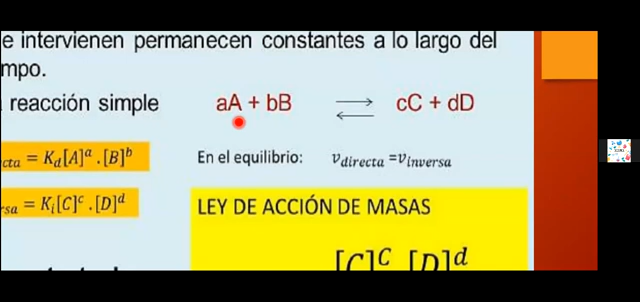 e intervienen permanecen constantes a lo largo del
mpo.
reacción simple aA + bB ⇄ cC + dD
cta = K_d[A]^a . [B]^b En el equilibrio: v_directa = v_inversa
rsa = K_i[C]^c . [D]^d LEY DE ACCIÓN DE MASAS
[C]^C [D]^d